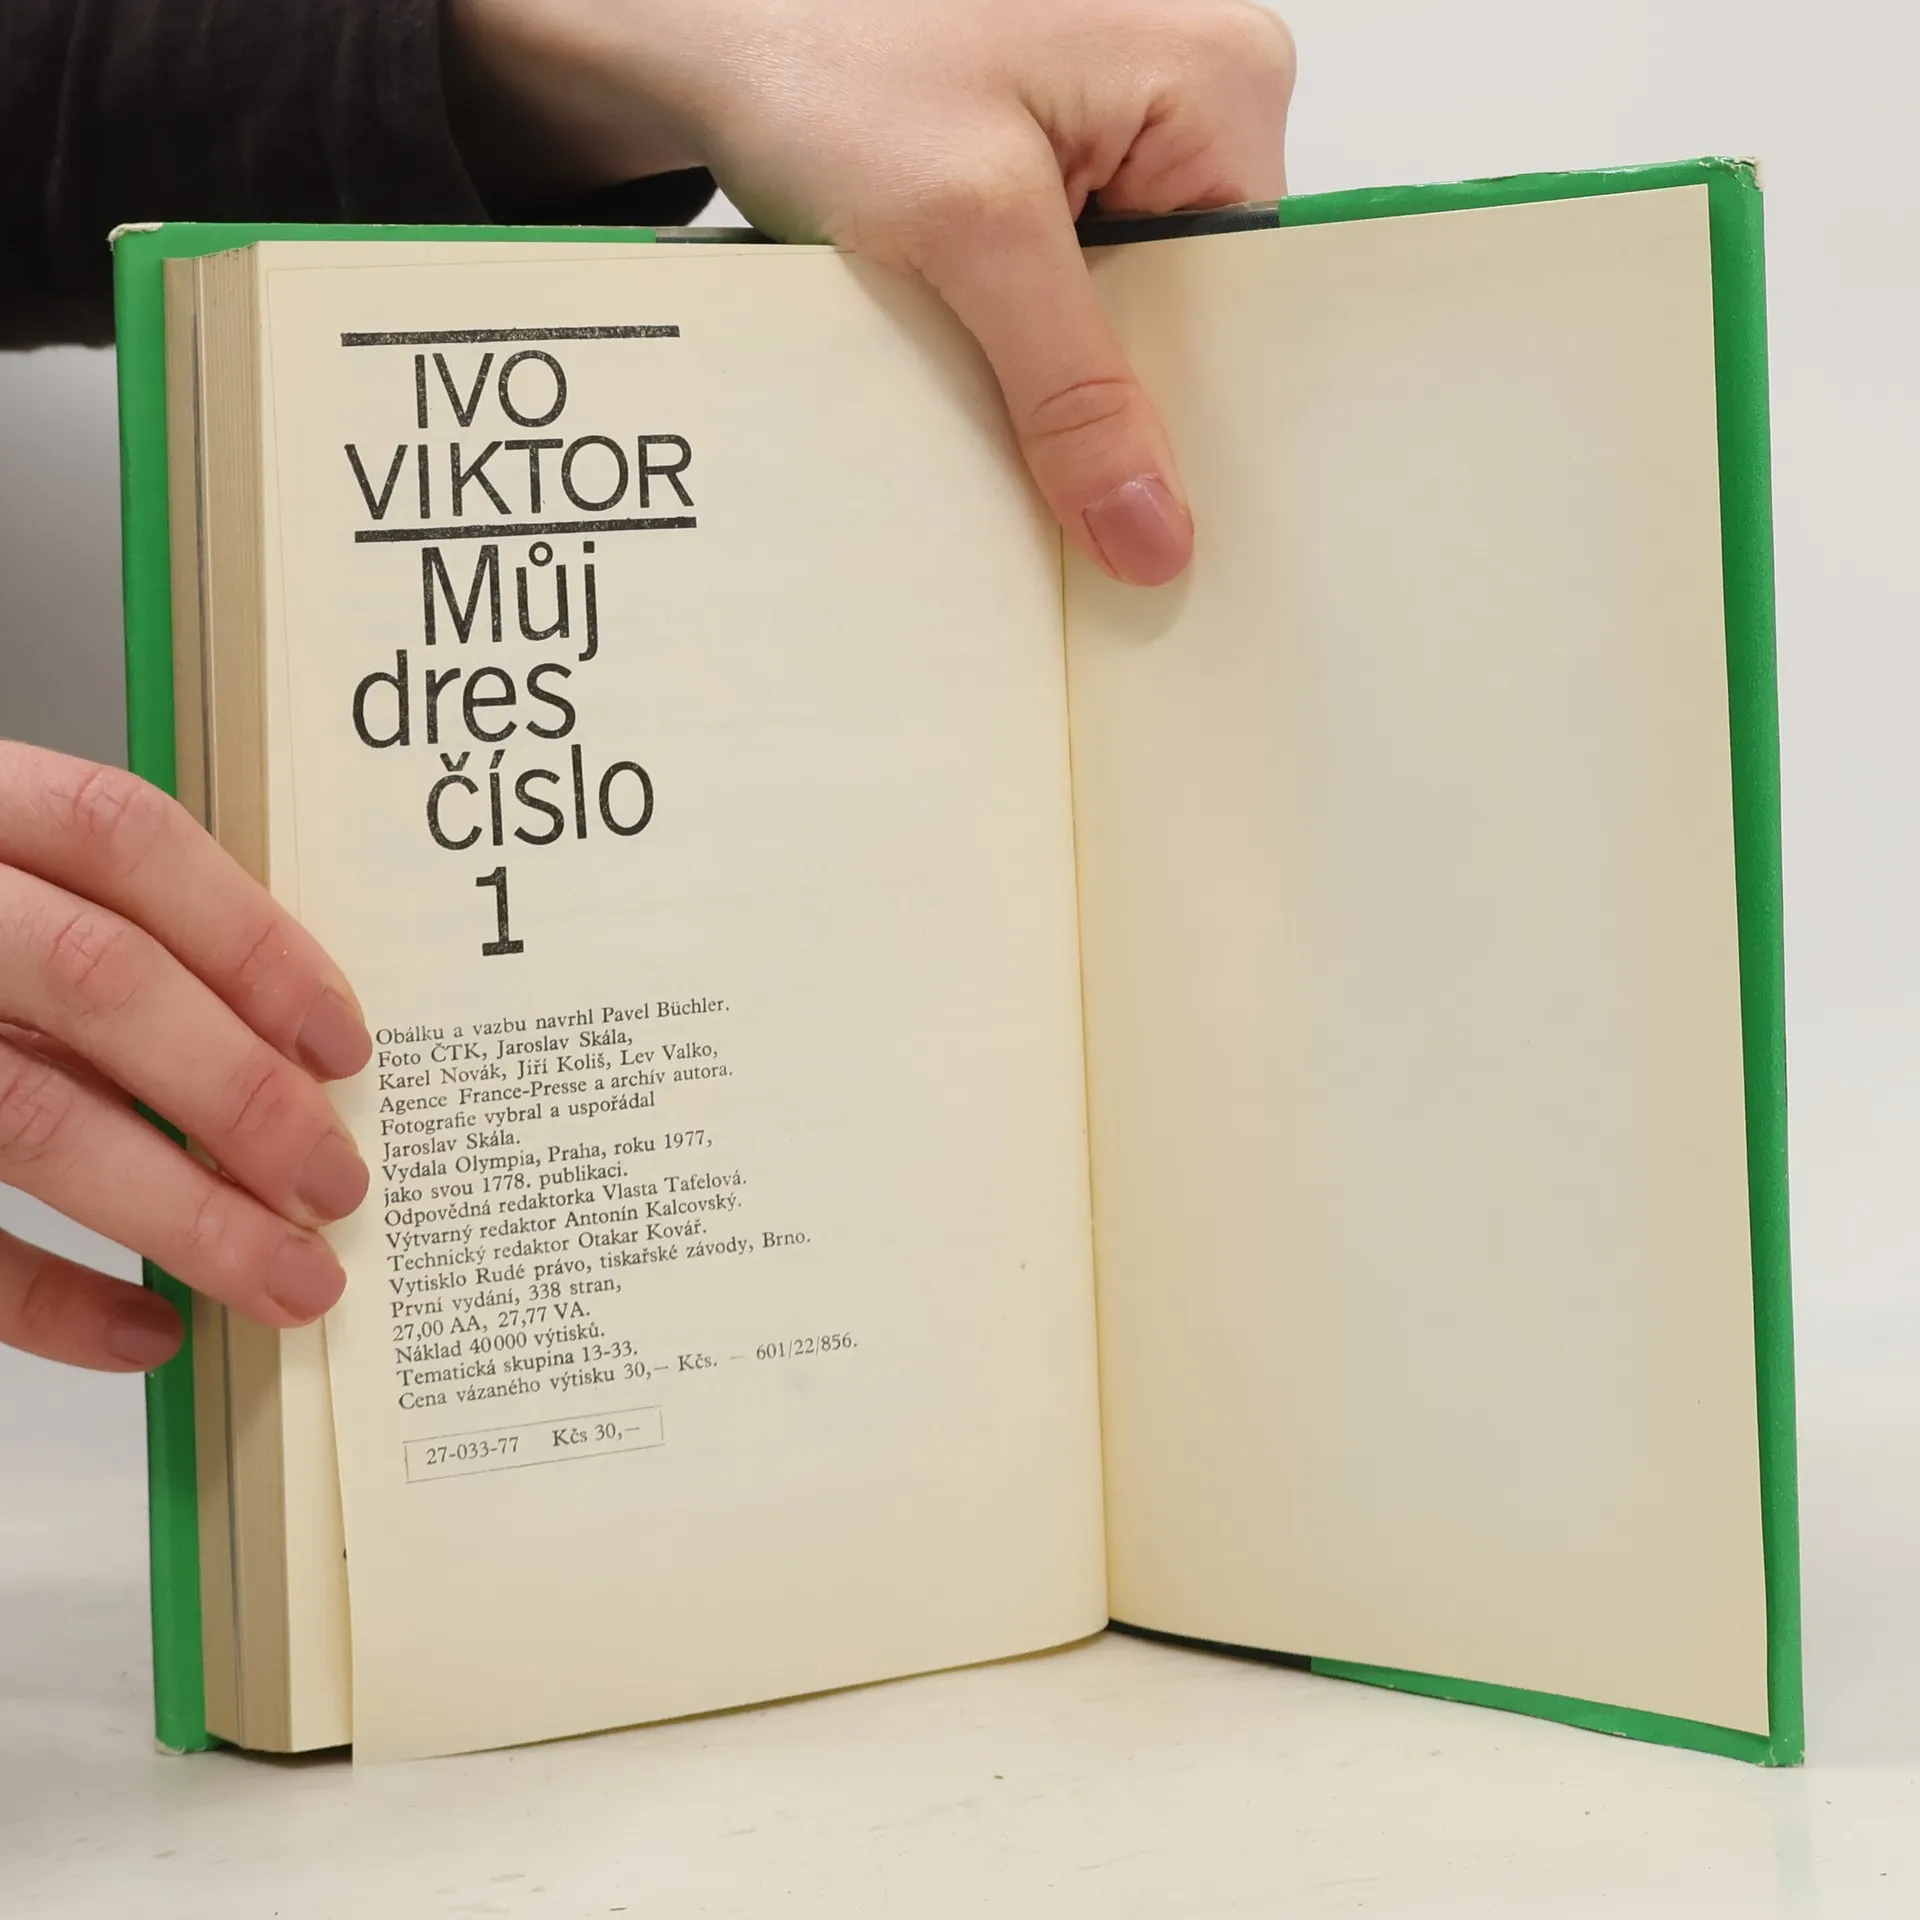 IVO
VIKTOR
Můj
dres
číslo
1
Obálku a vazbu navrhl Pavel Büchler.
Foto ČTK, Jaroslav Skála,
Karel Novák, Jiří Koliš, Lev Valko,
Agence France-Presse a archív autora.
Fotografie vybral a uspořádal
Jaroslav Skála.
Vydala Olympia, Praha, roku 1977,
jako svou 1778. publikaci.
Odpovědná redaktorka Vlasta Tafelová.
Výtvarný redaktor Antonín Kalcovský.
Technický redaktor Otakar Kovář.
Vytisklo Rudé právo, tiskařské závody, Brno.
První vydání, 338 stran,
27,00 AA, 27,77 VA.
Náklad 40000 výtisků.
Tematická skupina 13-33.
Cena vázaného výtisku 30,— Kčs. — 601/22/856.
27-033-77 Kčs 30,—